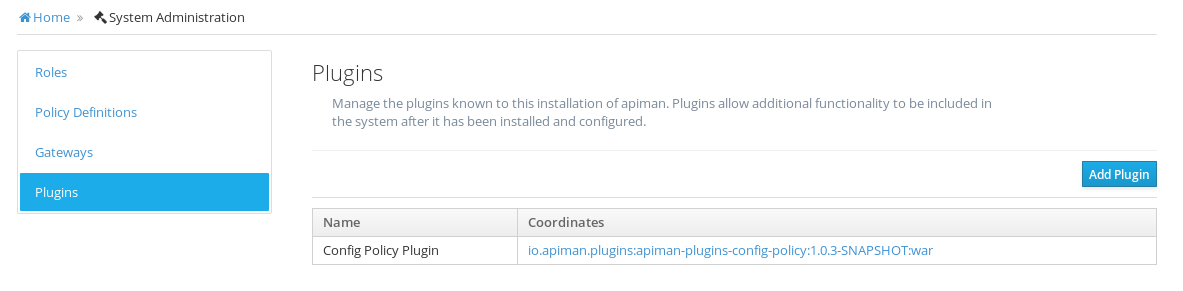 Home » System Administration
Roles
Policy Definitions
Gateways
Plugins
Plugins
Manage the plugins known to this installation of apiman. Plugins allow additional functionality to be included in
the system after it has been installed and configured.
Add Plugin
Name Coordinates
Config Policy Plugin io.apiman.plugins:apiman-plugins-config-policy:1.0.3-SNAPSHOT:war